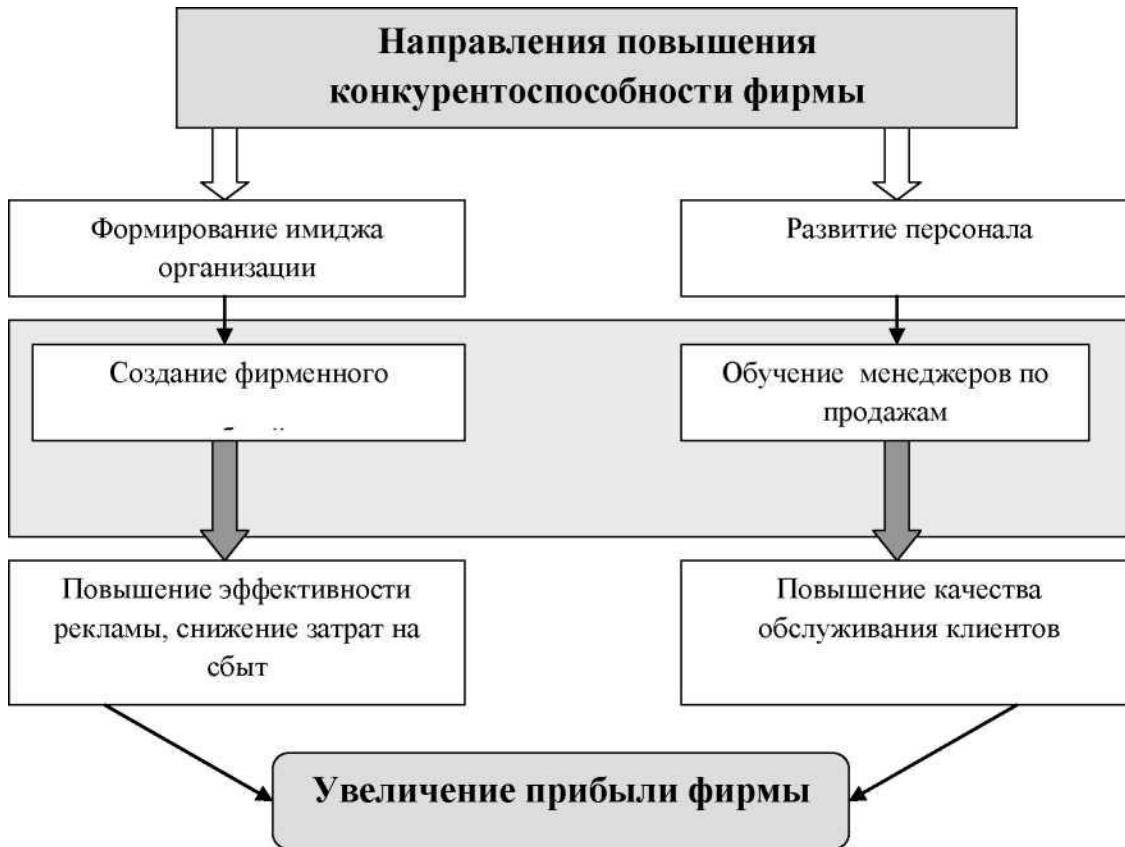 Направления повышения
конкурентоспособности фирмы
Формирование имиджа
организации
Развитие персонала
Создание фирменного
Обучение менеджеров по
продажам
Повышение эффективности
рекламы, снижение затрат на
сбыт
Повышение качества
обслуживания клиентов
Увеличение прибыли фирмы